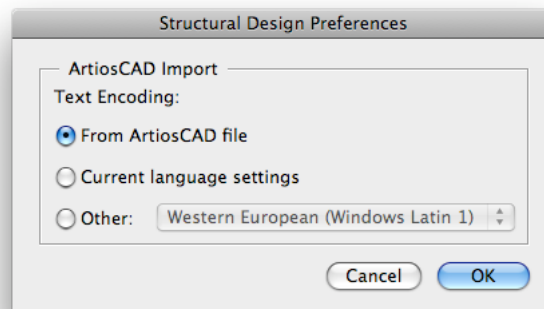 Structural Design Preferences
ArtiosCAD Import
Text Encoding:
From ArtiosCAD file
Current language settings
Other: Western European (Windows Latin 1)
Cancel OK